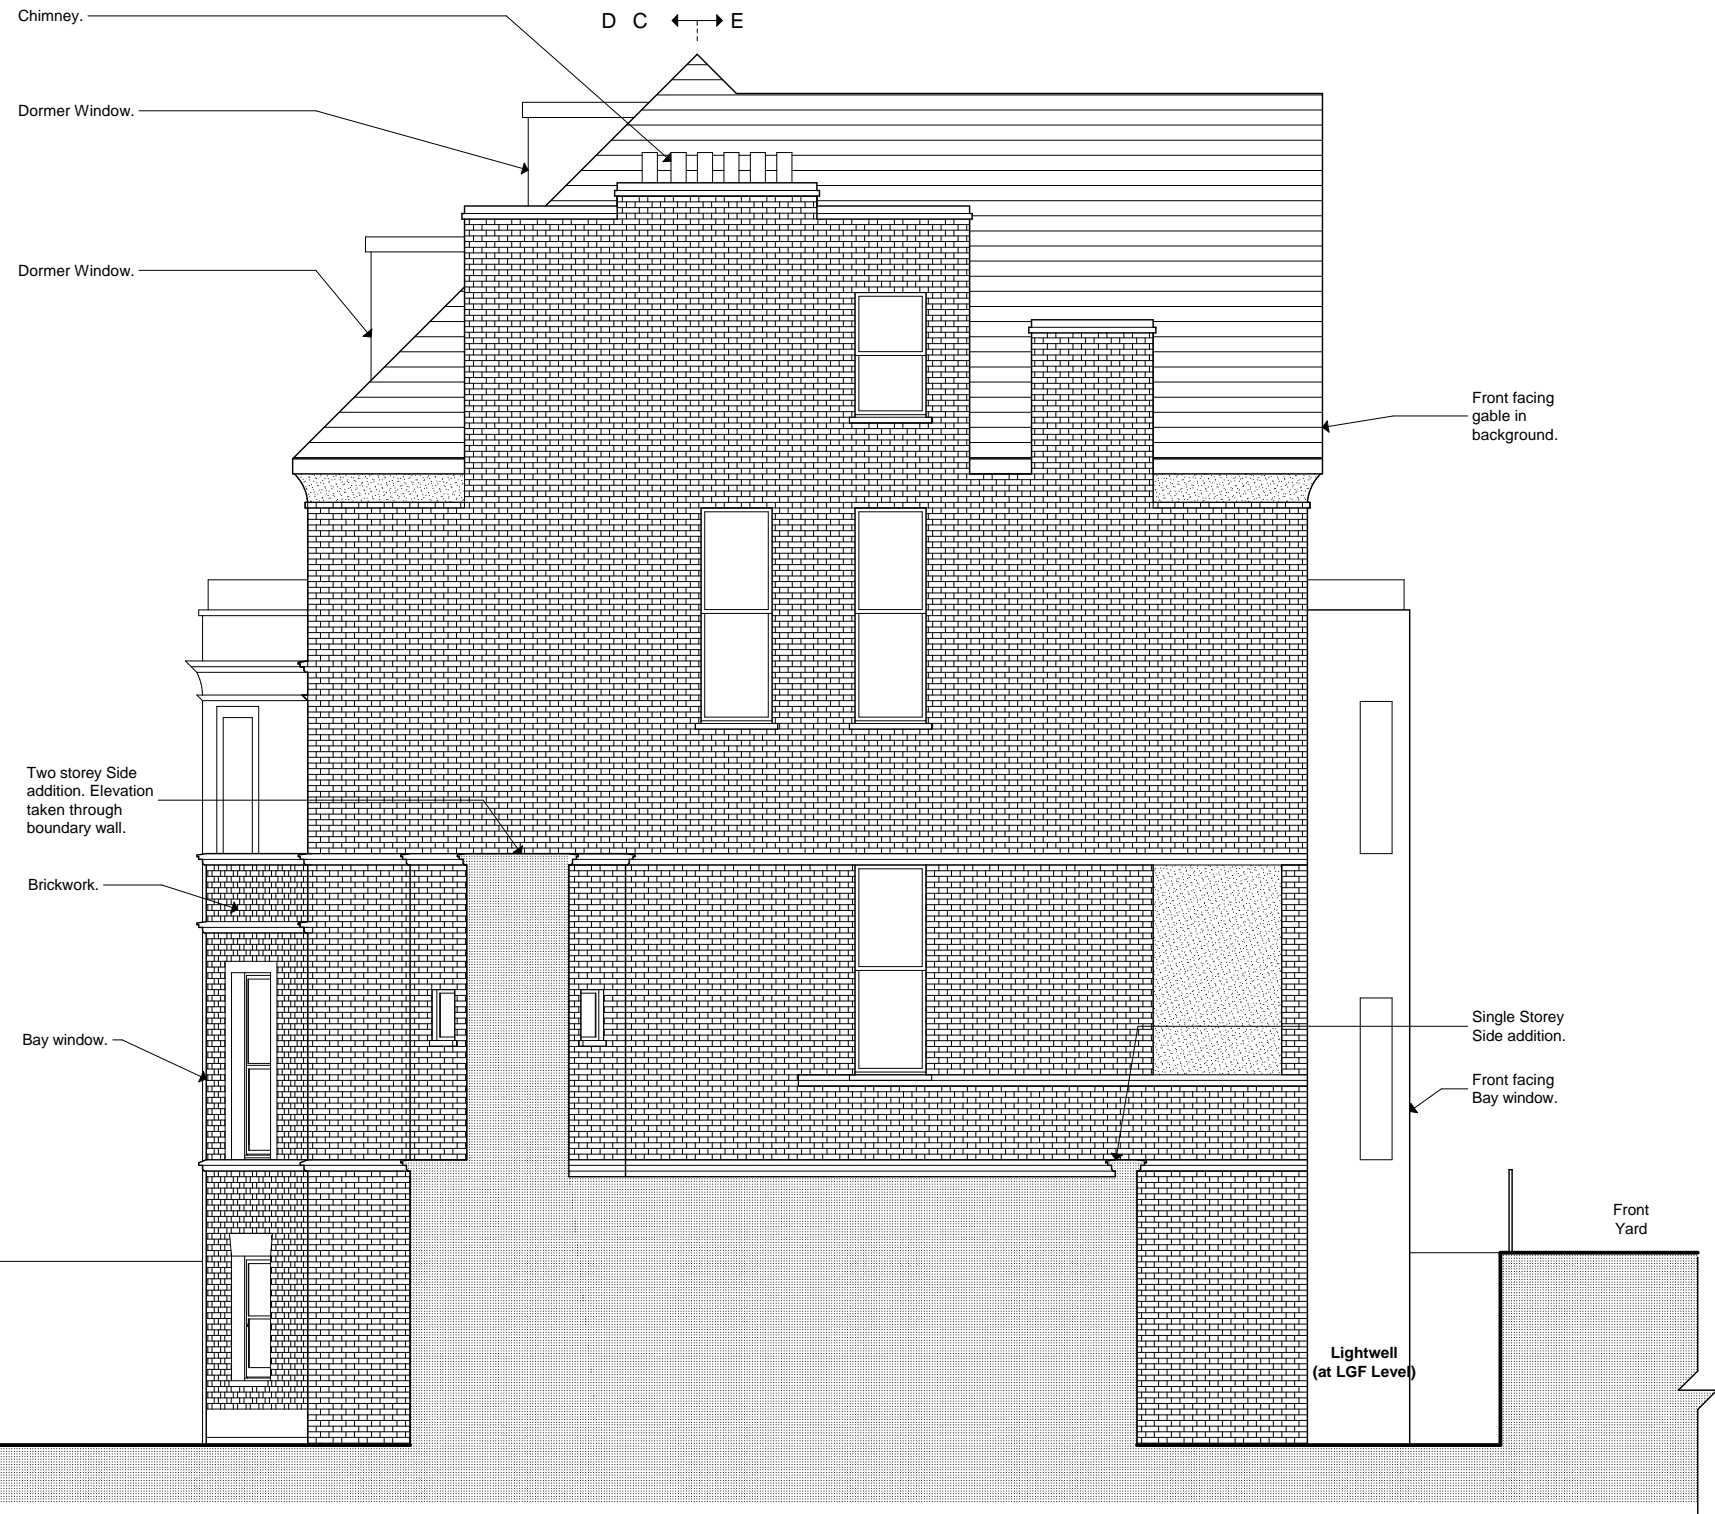 Chimney.
D C E
Dormer Window.
Dormer Window.
Front facing
gable in
background.
Two storey Side
addition. Elevation
taken through
boundary wall.
Brickwork.
Bay window.
Single Storey
Side addition.
Front facing
Bay window.
Front
Yard
Lightwell
(at LGF Level)